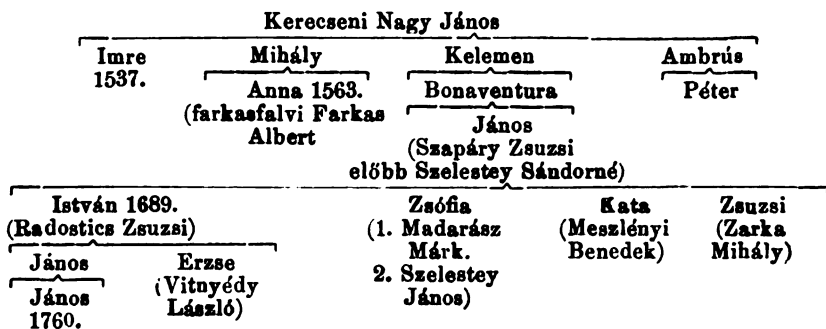 Kerecseni Nagy János
Imre Mihály Kelemen Ambrús
1537. Anna 1563. Bonaventura Péter
(farkasfalvi Farkas János
Albert (Szapáry Zsuzsi
előbb Szelestey Sándorné)
István 1689. Zsófia Kata Zsuzsi
(Radostics Zsuzsi) (1. Madarász (Meszlényi (Zarka
Márk. Benedek) Mihály)
János Erzse 2. Szelestey
János (Vitnyédy János)
1760. László)